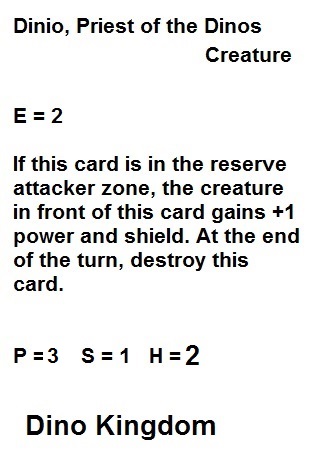 Dinio, Priest of the Dinos
Creature
E = 2
If this card is in the reserve
attacker zone, the creature
in front of this card gains +1
power and shield. At the end
of the turn, destroy this
card.
P = 3 S = 1 H = 2
Dino Kingdom